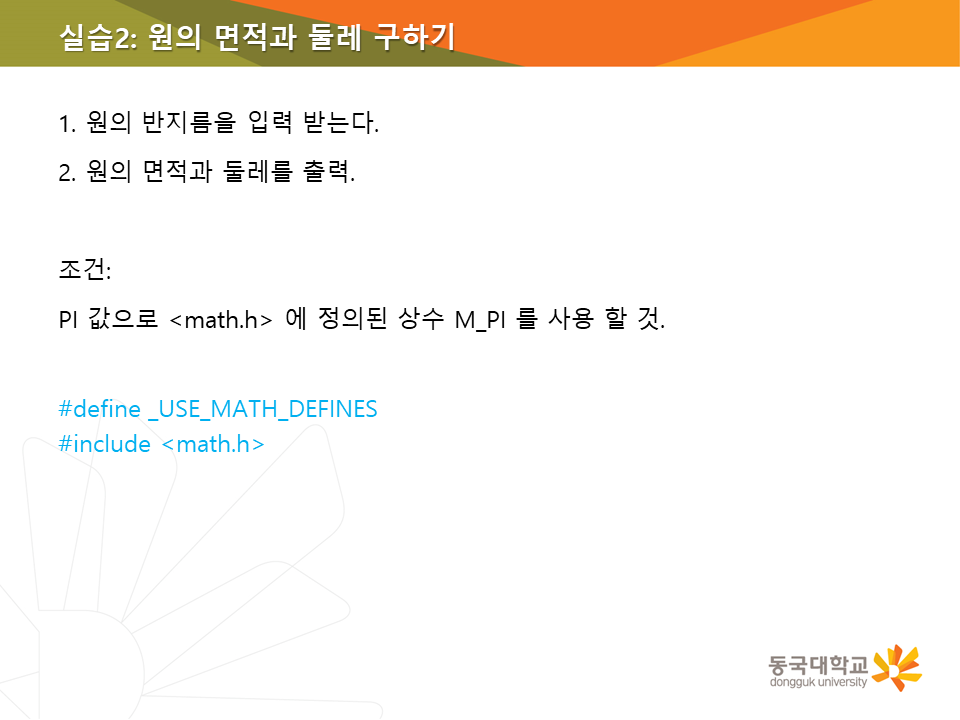 실습2: 원의 면적과 둘레 구하기
1. 원의 반지름을 입력 받는다.
2. 원의 면적과 둘레를 출력.
조건:
PI 값으로 <math.h> 에 정의된 상수 M_PI 를 사용 할 것.
#define _USE_MATH_DEFINES
#include <math.h>
동국대학교
dongguk university